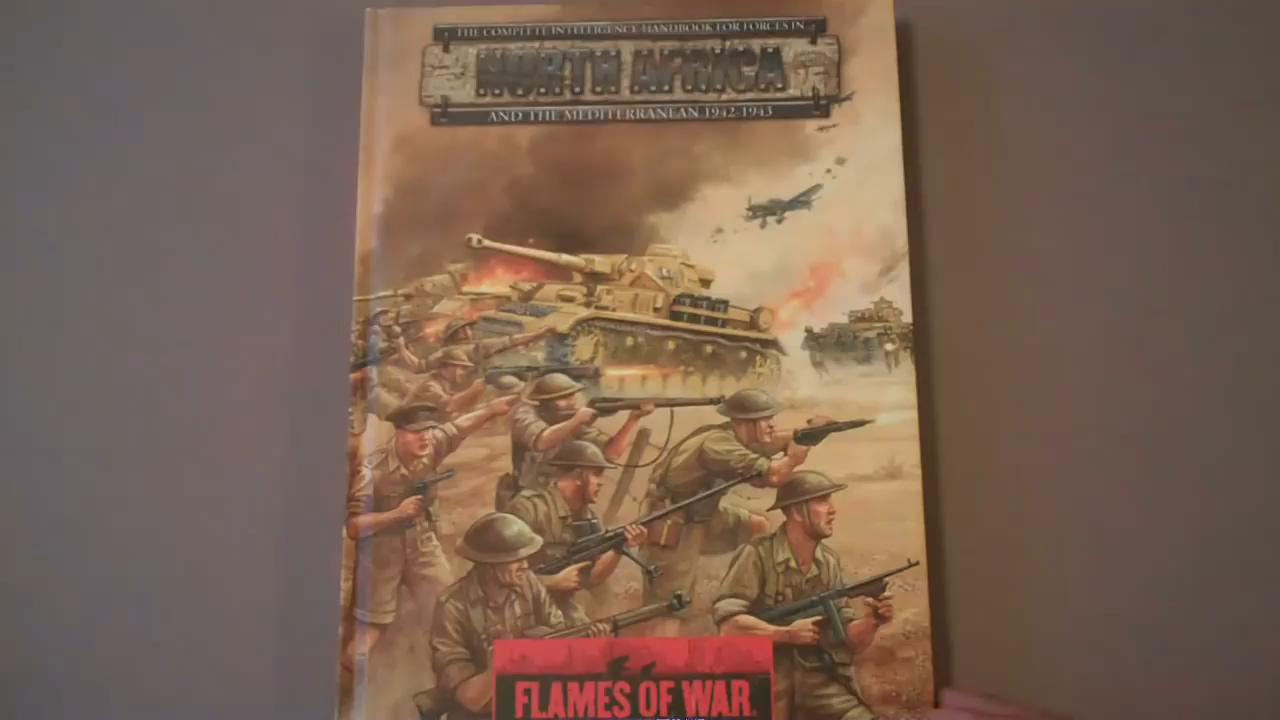 THE COMPLETE INTELLIGENCE HANDBOOK FOR FORCES IN
NORTH AFRICA
AND THE MEDITERRANEAN 1942-1943
FLAMES OF WAR